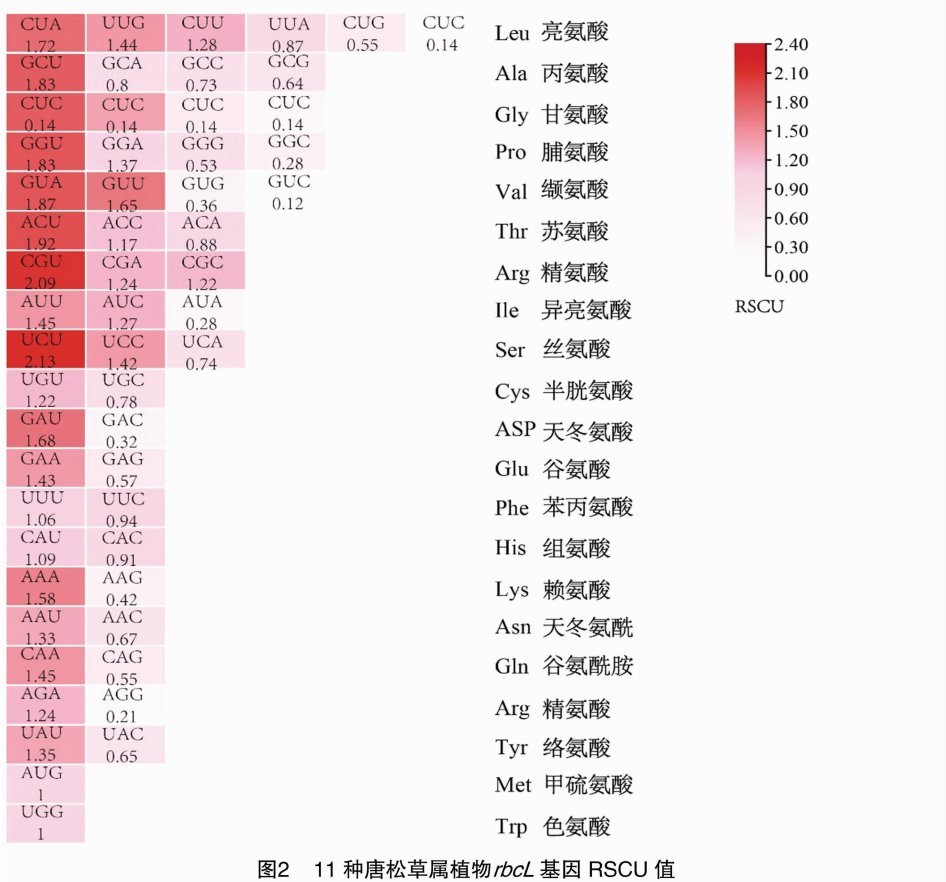 CUA UUG CUU UUA CUG CUC Leu 亮氨酸
1.72 1.44 1.28 0.87 0.55 0.14
GCU GCA GCC GCG Ala 丙氨酸
1.83 0.8 0.73 0.64
CUC CUC CUC CUC Gly 甘氨酸
0.14 0.14 0.14 0.14
GGU GGA GGG GGC Pro 脯氨酸
1.83 1.37 0.53 0.28
GUA GUU GUG GUC Val 缬氨酸
1.87 1.65 0.36 0.12
ACU ACC ACA Thr 苏氨酸
1.92 1.17 0.88
CGU CGA CGC Arg 精氨酸
2.09 1.24 1.22
AUU AUC AUA Ile 异亮氨酸
1.45 1.27 0.28
UCU UCC UCA Ser 丝氨酸
2.13 1.42 0.74
UGU UGC Cys 半胱氨酸
1.22 0.78
GAU GAC ASP 天冬氨酸
1.68 0.32
GAA GAG Glu 谷氨酸
1.43 0.57
UUU UUC Phe 苯丙氨酸
1.06 0.94
CAU CAC His 组氨酸
1.09 0.91
AAA AAG Lys 赖氨酸
1.58 0.42
AAU AAC Asn 天冬氨酰
1.33 0.67
CAA CAG Gln 谷氨酰胺
1.45 0.55
AGA AGG Arg 精氨酸
1.24 0.21
UAU UAC Tyr 络氨酸
1.35 0.65
AUG Met 甲硫氨酸
1
UGG Trp 色氨酸
1
2.40
2.10
1.80
1.50
1.20
0.90
0.60
0.30
0.00
RSCU
图2 11 种唐松草属植物rbcL 基因 RSCU 值